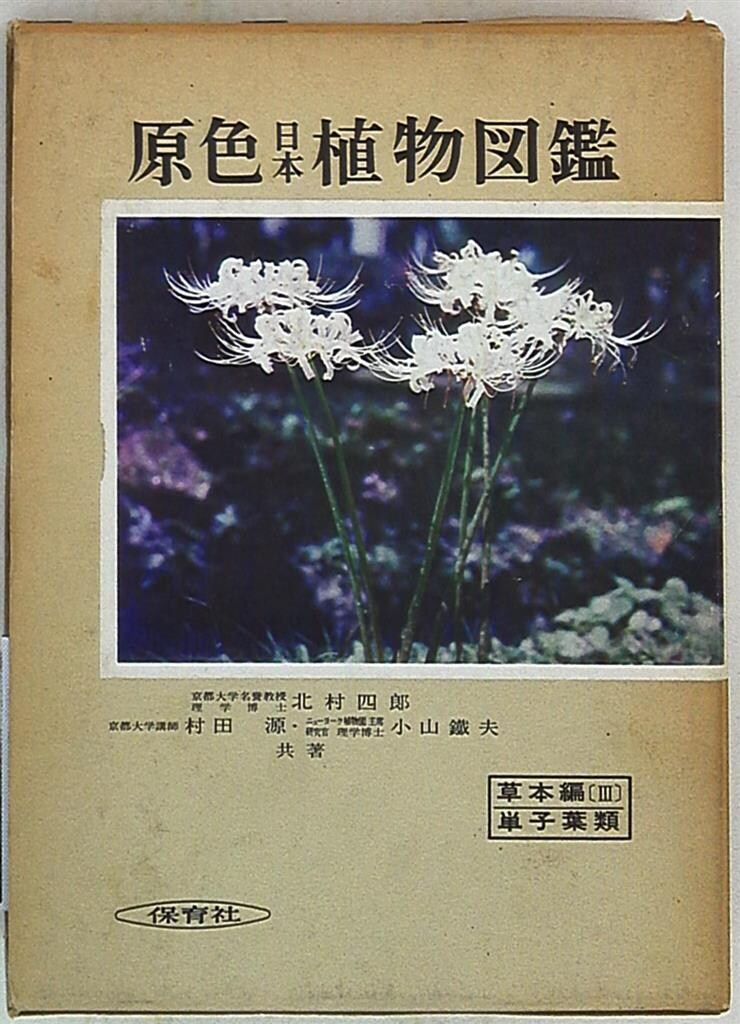 原色日本植物図鑑
京都大学名誉教授
理学博士 北村四郎
京都大学講師 村田 源・ニューヨーク植物園主席研究官 理学博士 小山鐵夫
共著
草本編〔III〕
単子葉類
保育社